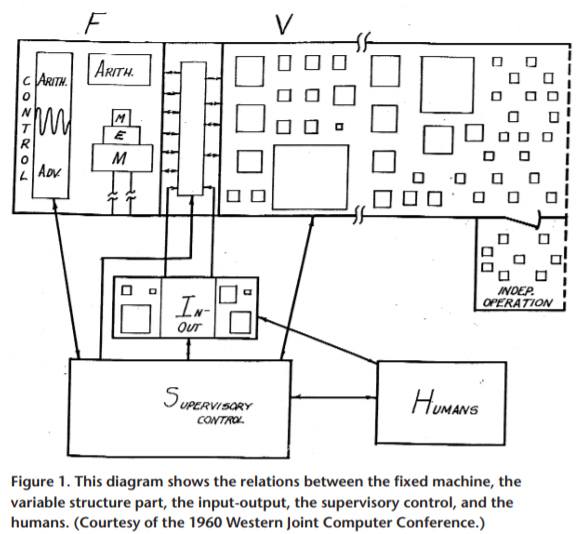 F
V
CONTROL
ARITH.
ADV.
ARITH.
M
E
M
INDEP.
OPERATION
IN-
OUT
SUPERVISORY
CONTROL
HUMANS
Figure 1. This diagram shows the relations between the fixed machine, the
variable structure part, the input-output, the supervisory control, and the
humans. (Courtesy of the 1960 Western Joint Computer Conference.)